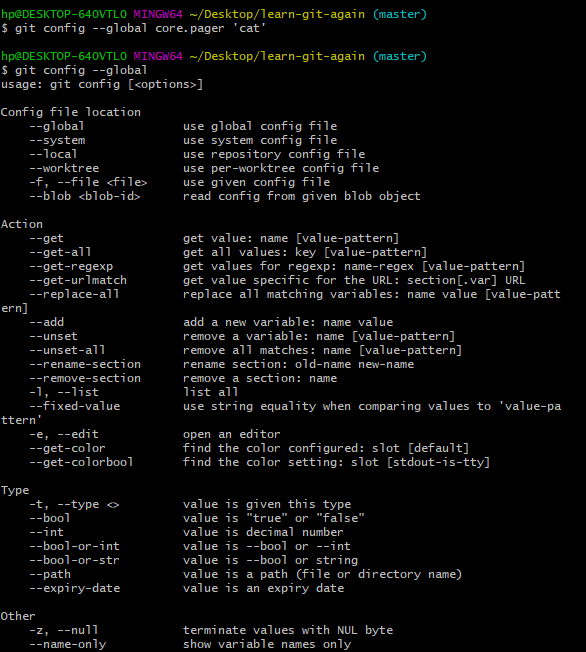 hp@DESKTOP-64OVTLO MINGW64 ~/Desktop/learn-git-again (master)
$ git config --global core.pager 'cat'

hp@DESKTOP-64OVTLO MINGW64 ~/Desktop/learn-git-again (master)
$ git config --global
usage: git config [<options>]

Config file location
    --global              use global config file
    --system              use system config file
    --local               use repository config file
    --worktree            use per-worktree config file
    -f, --file <file>     use given config file
    --blob <blob-id>      read config from given blob object

Action
    --get                 get value: name [value-pattern]
    --get-all             get all values: key [value-pattern]
    --get-regexp          get values for regexp: name-regex [value-pattern]
    --get-urlmatch        get value specific for the URL: section[.var] URL
    --replace-all         replace all matching variables: name value [value-patt
ern]
    --add                 add a new variable: name value
    --unset               remove a variable: name [value-pattern]
    --unset-all           remove all matches: name [value-pattern]
    --rename-section      rename section: old-name new-name
    --remove-section      remove a section: name
    -l, --list            list all
    --fixed-value         use string equality when comparing values to 'value-pa
ttern'
    -e, --edit            open an editor
    --get-color           find the color configured: slot [default]
    --get-colorbool       find the color setting: slot [stdout-is-tty]

Type
    -t, --type <>         value is given this type
    --bool                value is "true" or "false"
    --int                 value is decimal number
    --bool-or-int         value is --bool or --int
    --bool-or-str         value is --bool or string
    --path                value is a path (file or directory name)
    --expiry-date         value is an expiry date

Other
    -z, --null            terminate values with NUL byte
    --name-only           show variable names only